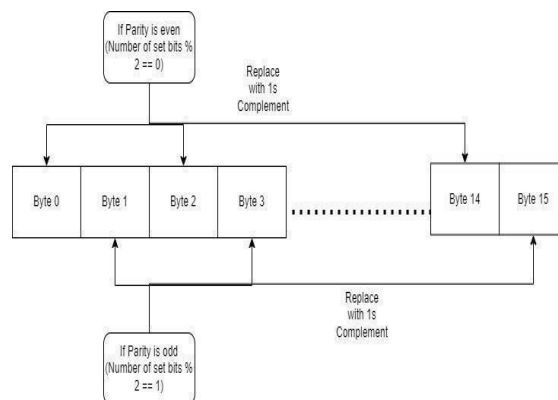 If Parity is even
(Number of set bits %
2 == 0)
Replace
with 1s
Complement
Byte 0
Byte 1
Byte 2
Byte 3
Byte 14
Byte 15
Replace
with 1s
Complement
If Parity is odd
(Number of set bits %
2 == 1)